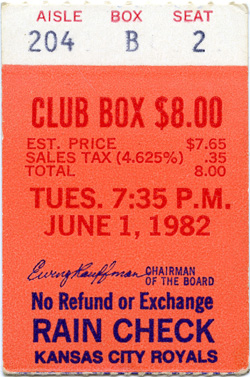 AISLE BOX SEAT
204 B 2
CLUB BOX $8.00
EST. PRICE $7.65
SALES TAX (4.625%) .35
TOTAL 8.00
TUES. 7:35 P.M.
JUNE 1, 1982
Ewing Kauffman CHAIRMAN
OF THE BOARD
No Refund or Exchange
RAIN CHECK
KANSAS CITY ROYALS